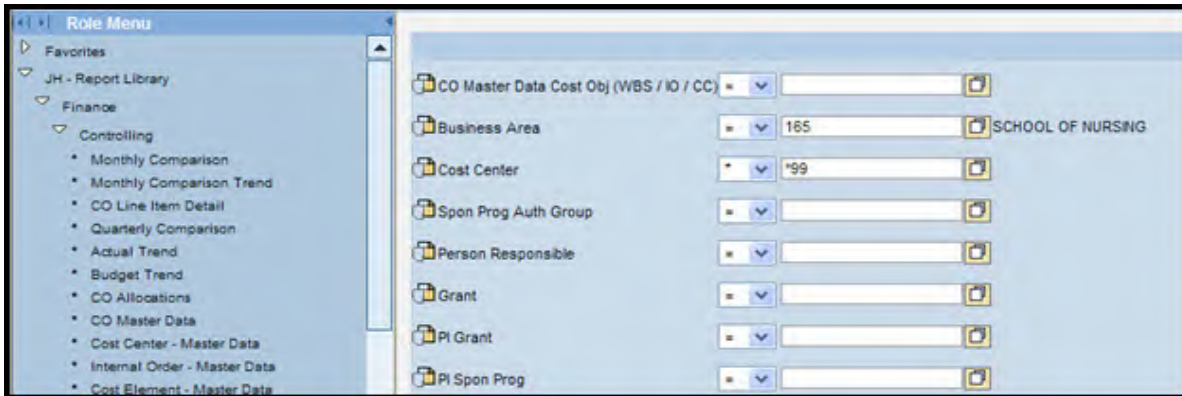 Role Menu
Favorites
JH - Report Library
Finance
Controlling
• Monthly Comparison
• Monthly Comparison Trend
• CO Line Item Detail
• Quarterly Comparison
• Actual Trend
• Budget Trend
• CO Allocations
• CO Master Data
• Cost Center - Master Data
• Internal Order - Master Data
• Cost Element - Master Data
CO Master Data Cost Obj (WBS / IO / CC) =
Business Area = 165 SCHOOL OF NURSING
Cost Center * *99
Spon Prog Auth Group =
Person Responsible =
Grant =
PI Grant =
PI Spon Prog =